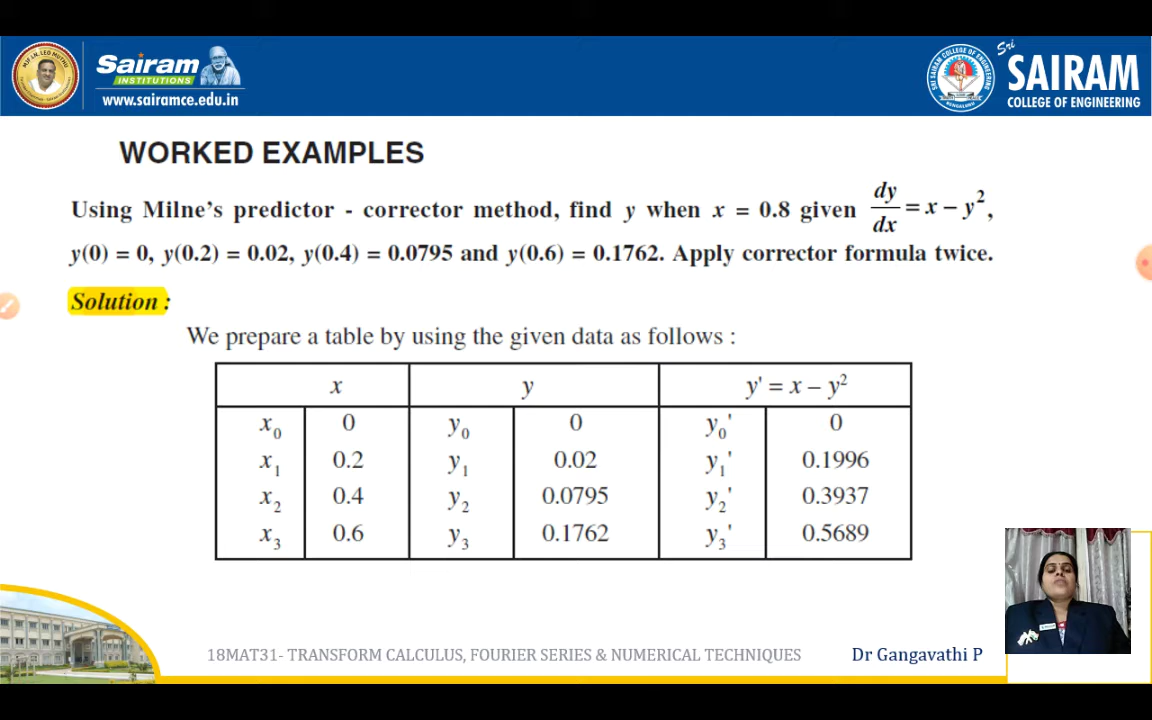 Sairam
INSTITUTIONS
www.sairamce.edu.in
Sri
SAIRAM
COLLEGE OF ENGINEERING
WORKED EXAMPLES
Using Milne's predictor - corrector method, find y when x = 0.8 given dy/dx = x – y²,
y(0) = 0, y(0.2) = 0.02, y(0.4) = 0.0795 and y(0.6) = 0.1762. Apply corrector formula twice.
Solution :
We prepare a table by using the given data as follows :
x y y' = x – y²
x₀ 0 y₀ 0 y₀' 0
x₁ 0.2 y₁ 0.02 y₁' 0.1996
x₂ 0.4 y₂ 0.0795 y₂' 0.3937
x₃ 0.6 y₃ 0.1762 y₃' 0.5689
18MAT31- TRANSFORM CALCULUS, FOURIER SERIES & NUMERICAL TECHNIQUES Dr Gangavathi P